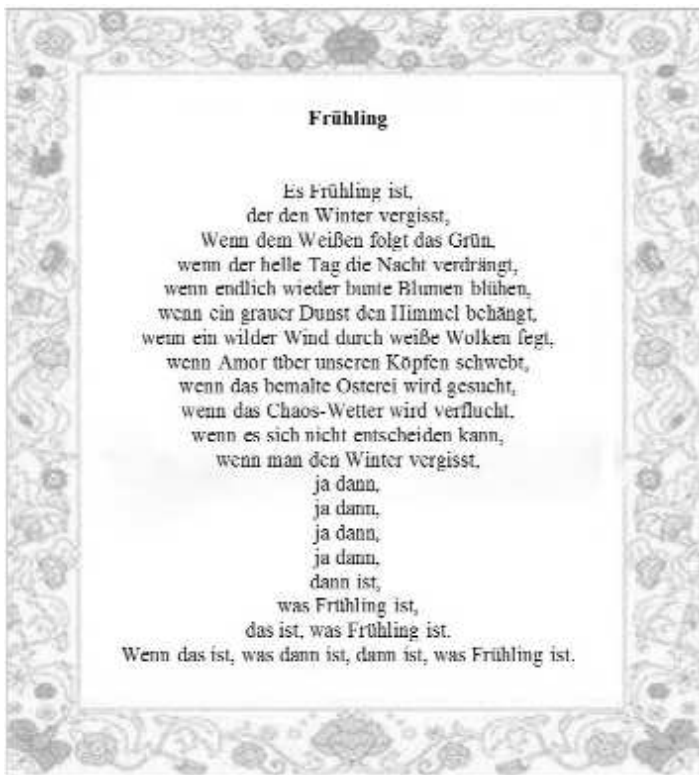 Frühling
Es Frühling ist,
der den Winter vergisst,
Wenn dem Weißen folgt das Grün,
wenn der helle Tag die Nacht verdrängt,
wenn endlich wieder bunte Blumen blühen,
wenn ein grauer Dunst den Himmel behängt,
wenn ein wilder Wind durch weiße Wolken fegt,
wenn Amor über unseren Köpfen schwebt,
wenn das bemalte Osterei wird gesucht,
wenn das Chaos-Wetter wird verflucht,
wenn es sich nicht entscheiden kann,
wenn man den Winter vergisst,
ja dann,
ja dann,
ja dann,
ja dann,
dann ist,
was Frühling ist,
das ist, was Frühling ist.
Wenn das ist, was dann ist, dann ist, was Frühling ist.